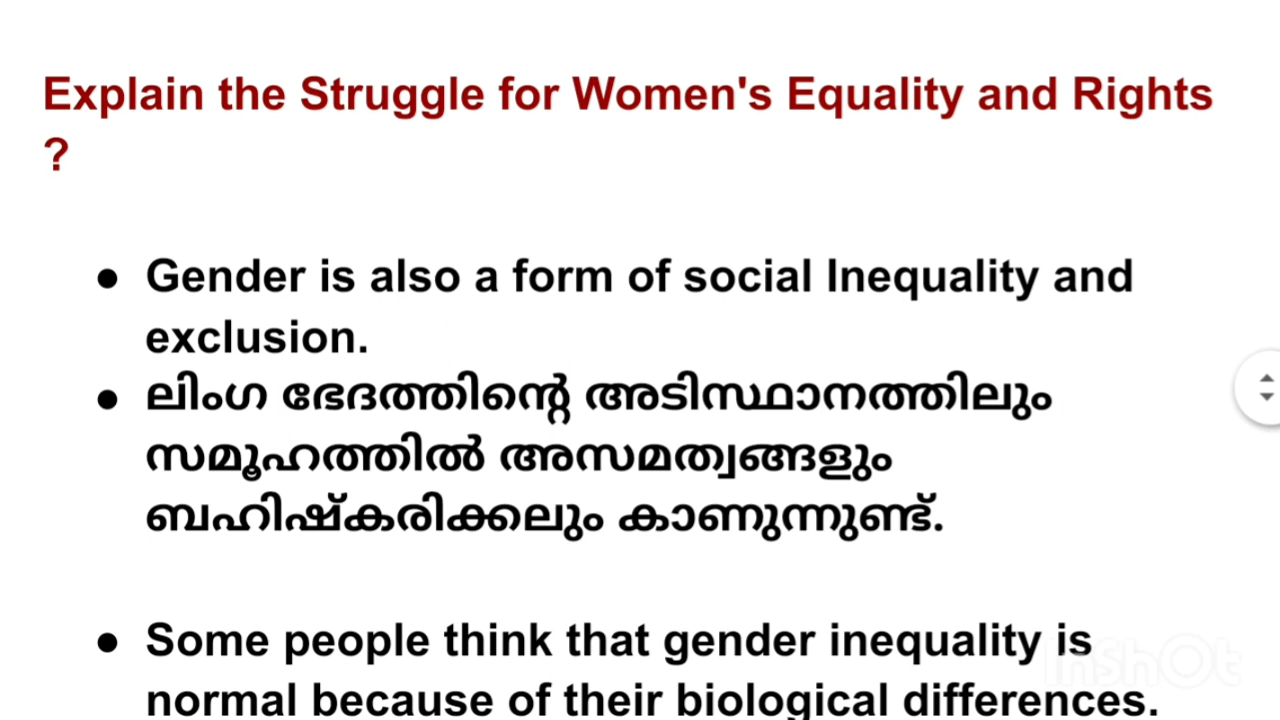 Explain the Struggle for Women's Equality and Rights
?
● Gender is also a form of social Inequality and
exclusion.
● ലിംഗ ഭേദത്തിന്റെ അടിസ്ഥാനത്തിലും
സമൂഹത്തിൽ അസമത്വങ്ങളും
ബഹിഷ്കരിക്കലും കാണുന്നുണ്ട്.
● Some people think that gender inequality is
normal because of their biological differences.
InShOt